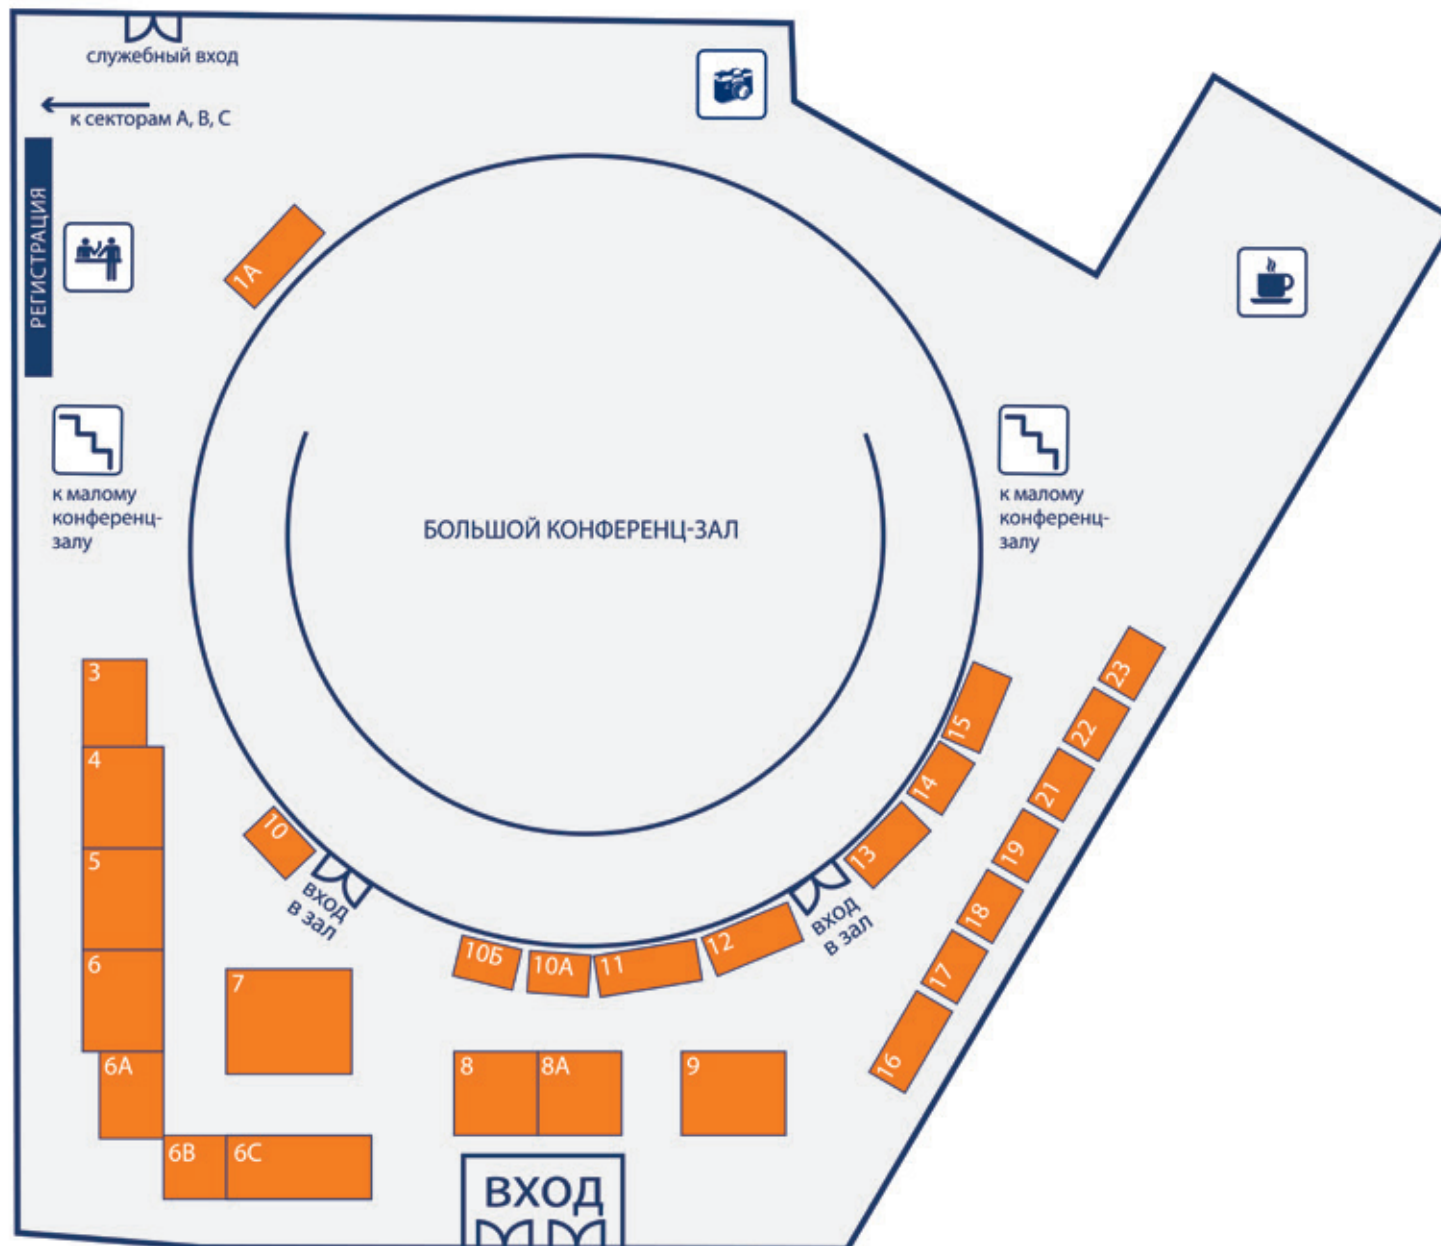 служебный вход
к секторам А, В, С
РЕГИСТРАЦИЯ
1А
к малому
конференц-
залу
БОЛЬШОЙ КОНФЕРЕНЦ-ЗАЛ
к малому
конференц-
залу
3
4
5
6
6А
6В
6С
7
10
ВХОД
В ЗАЛ
10Б
10А
11
12
ВХОД
В ЗАЛ
13
14
15
8
8А
9
16
17
18
19
21
22
23
ВХОД